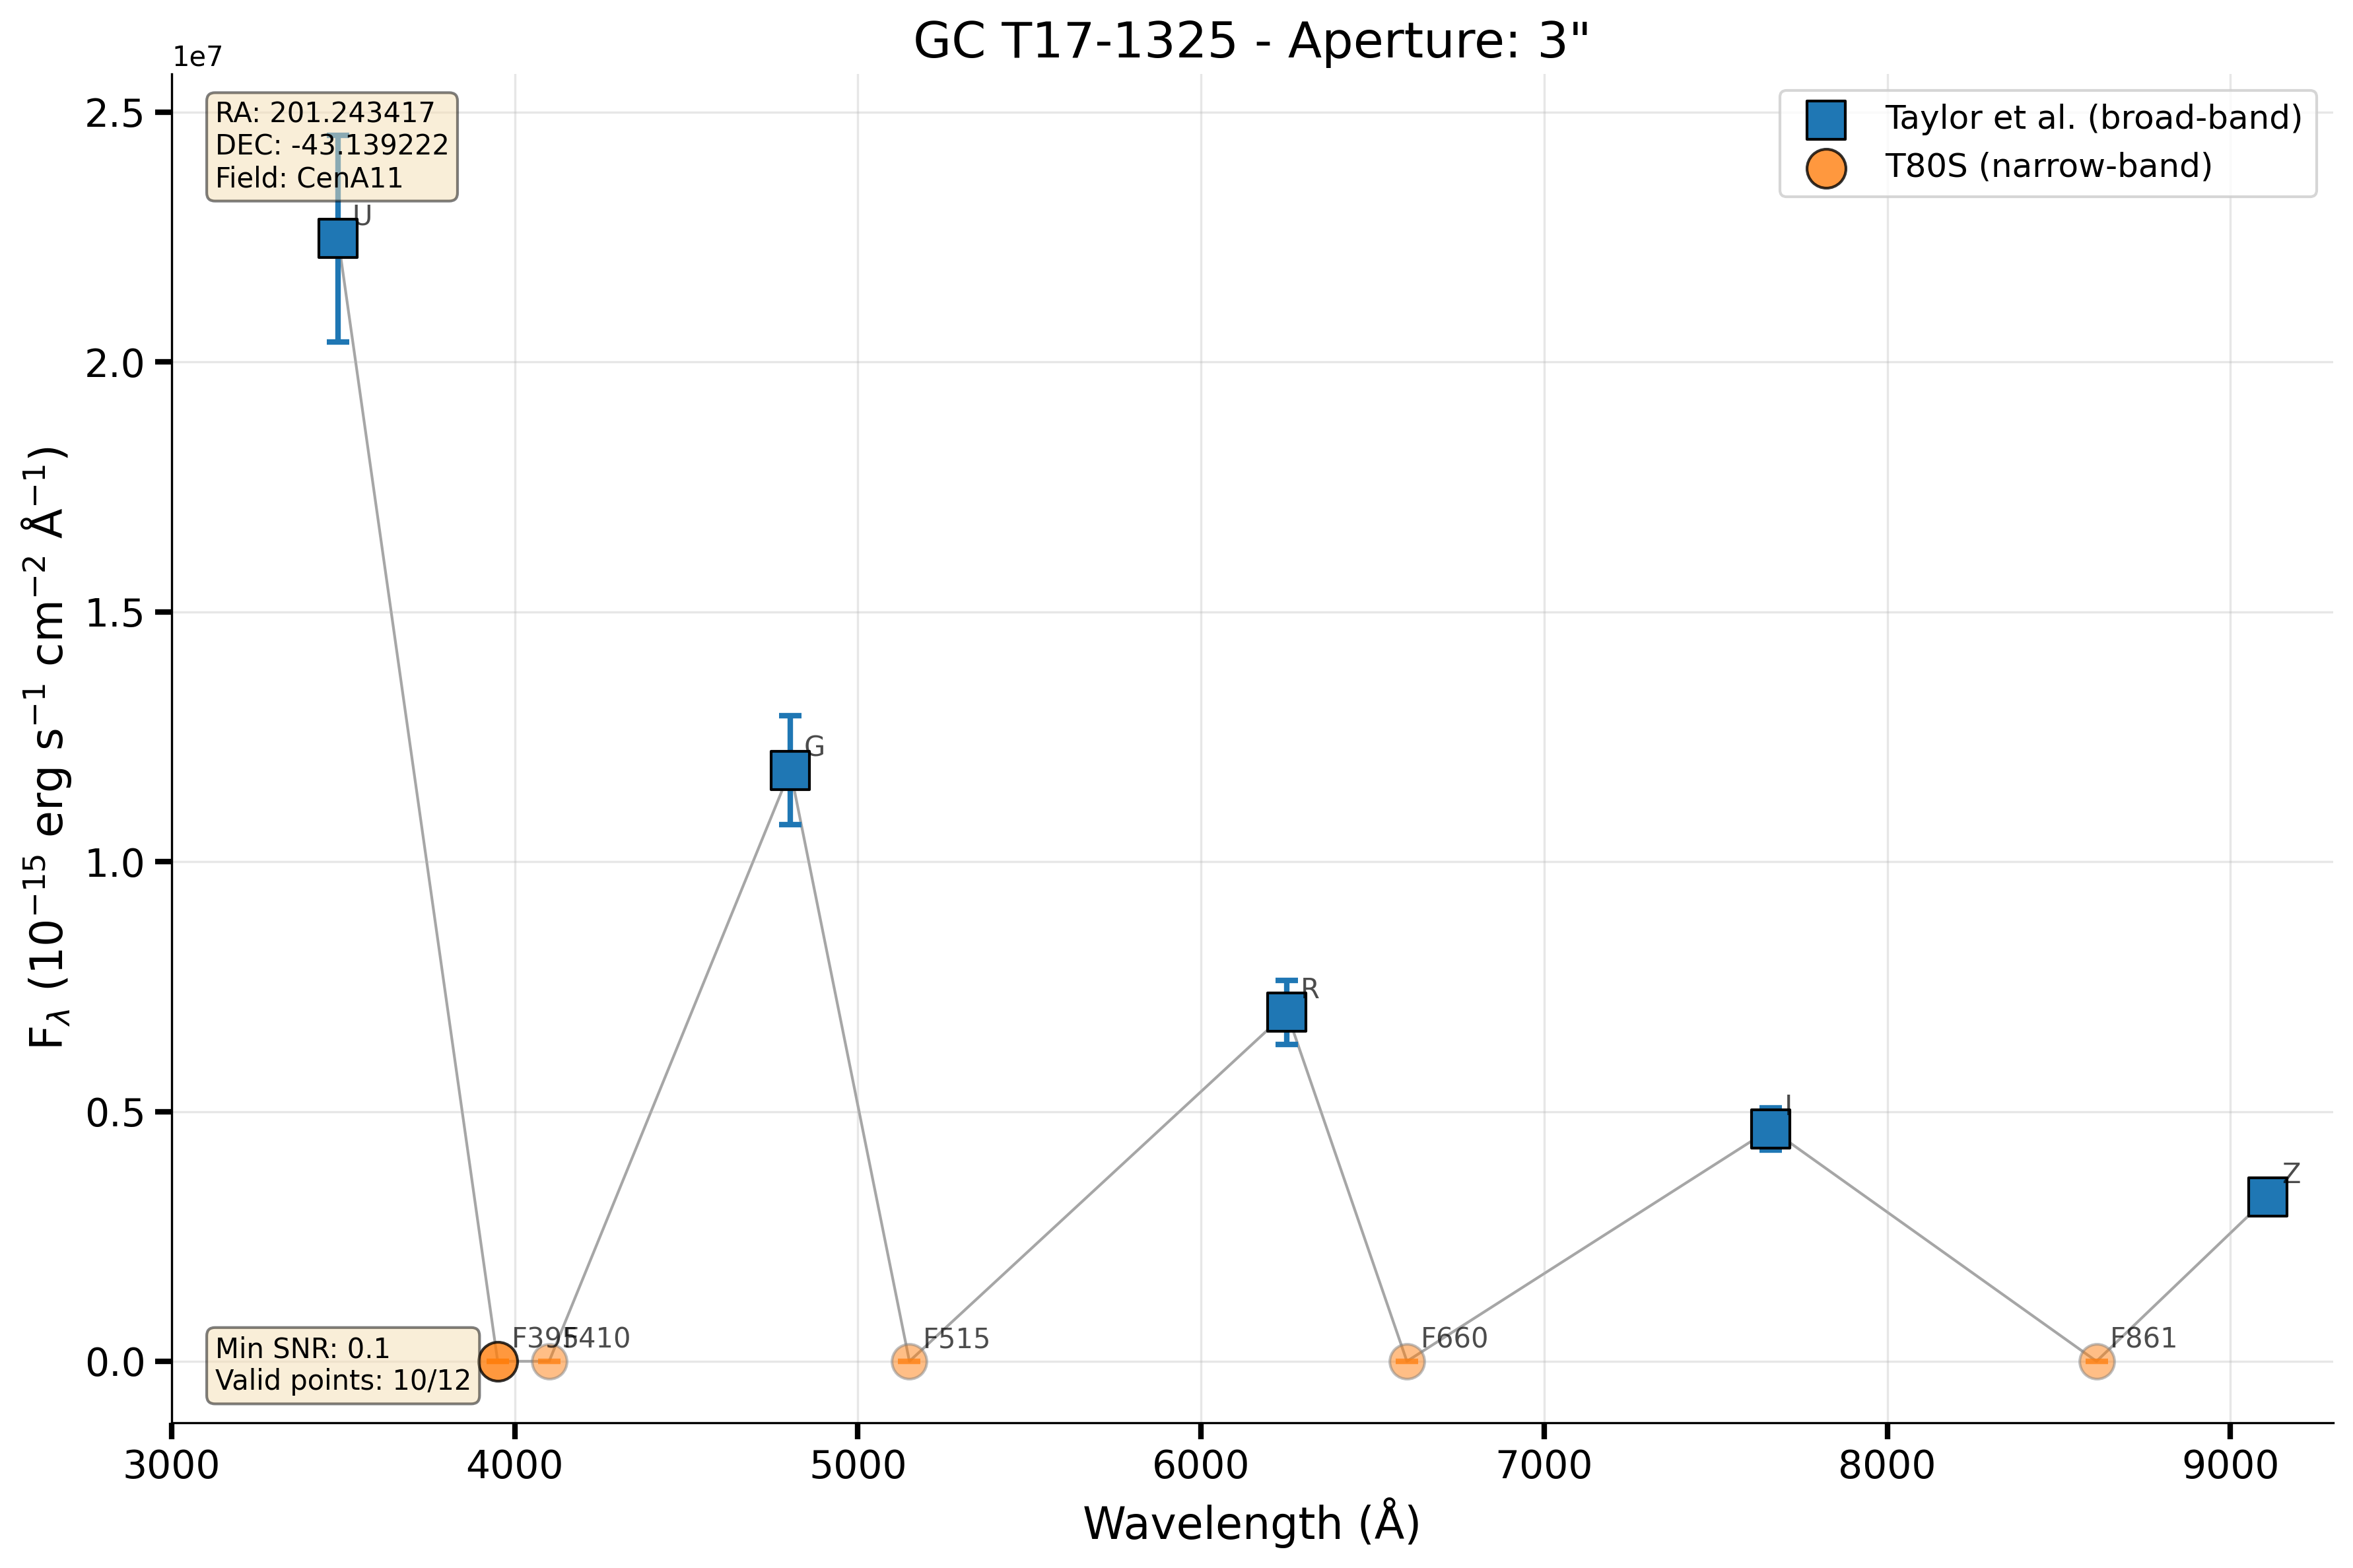 GC T17-1325 - Aperture: 3"
1e7
RA: 201.243417
DEC: -43.139222
Field: CenA11
Taylor et al. (broad-band)
T80S (narrow-band)
U
G
R
I
Z
F395
F410
F515
F660
F861
Min SNR: 0.1
Valid points: 10/12
2.5
2.0
1.5
1.0
0.5
0.0
3000 4000 5000 6000 7000 8000 9000
Wavelength (Å)
F_λ (10⁻¹⁵ erg s⁻¹ cm⁻² Å⁻¹)